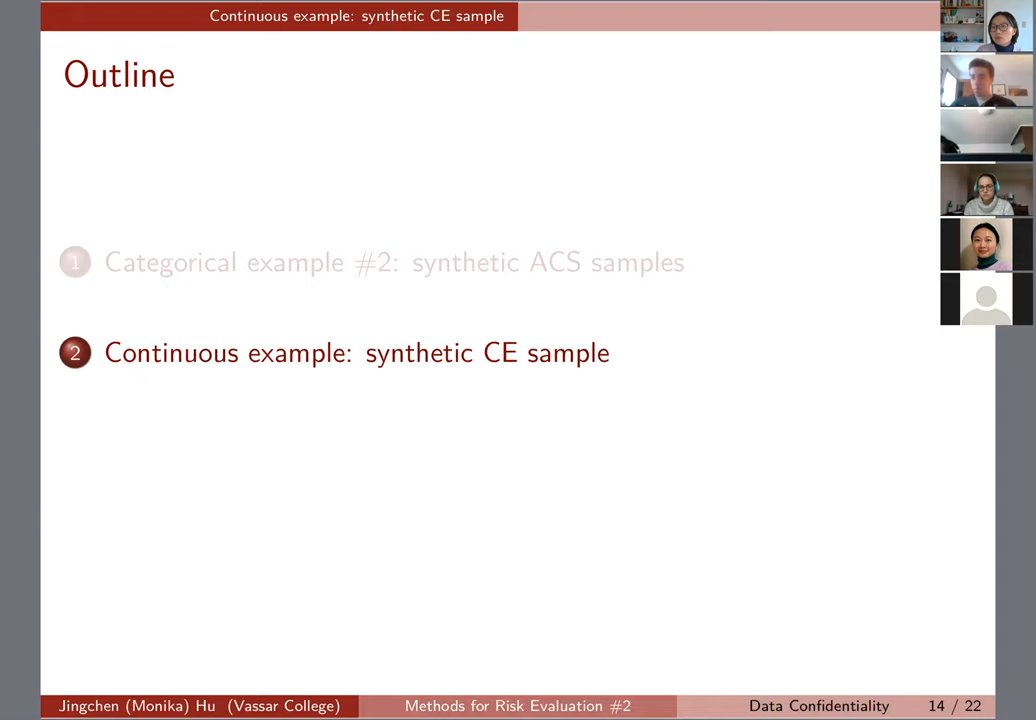 Continuous example: synthetic CE sample
Outline
1 Categorical example #2: synthetic ACS samples
2 Continuous example: synthetic CE sample
Jingchen (Monika) Hu (Vassar College) Methods for Risk Evaluation #2 Data Confidentiality 14 / 22